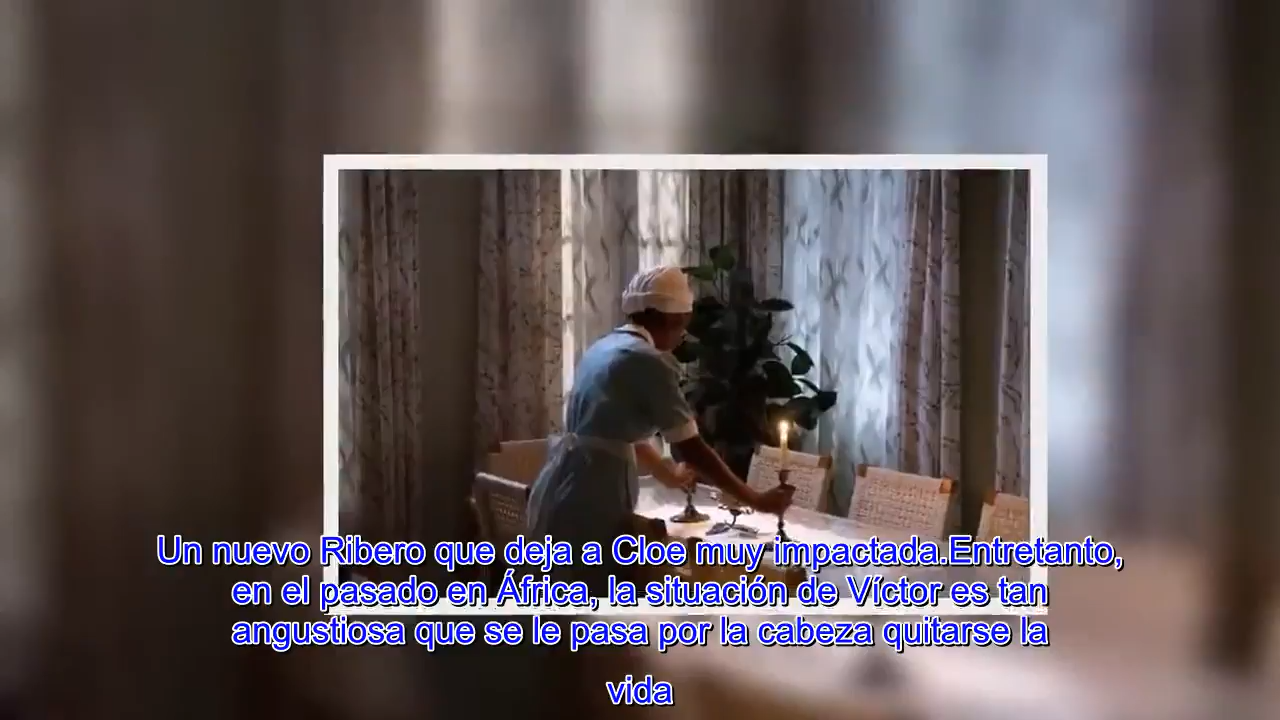 Un nuevo Ribero que deja a Cloe muy impactada.Entretanto,
en el pasado en África, la situación de Víctor es tan
angustiosa que se le pasa por la cabeza quitarse la
vida